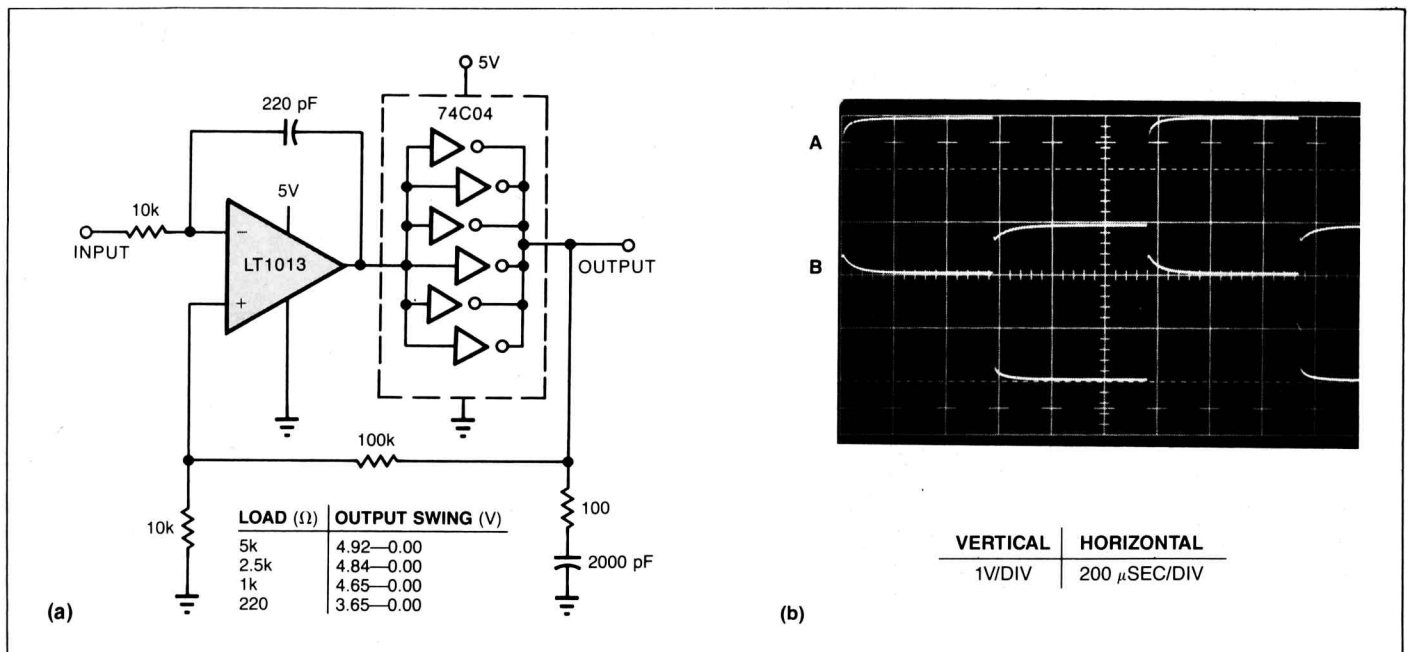 5V
74C04
220 pF
5V
10k
INPUT
−
LT1013
+
OUTPUT
100k
10k
100
2000 pF
LOAD (Ω) OUTPUT SWING (V)
5k 4.92—0.00
2.5k 4.84—0.00
1k 4.65—0.00
220 3.65—0.00
(a)
A
B
VERTICAL HORIZONTAL
1V/DIV 200 μSEC/DIV
(b)